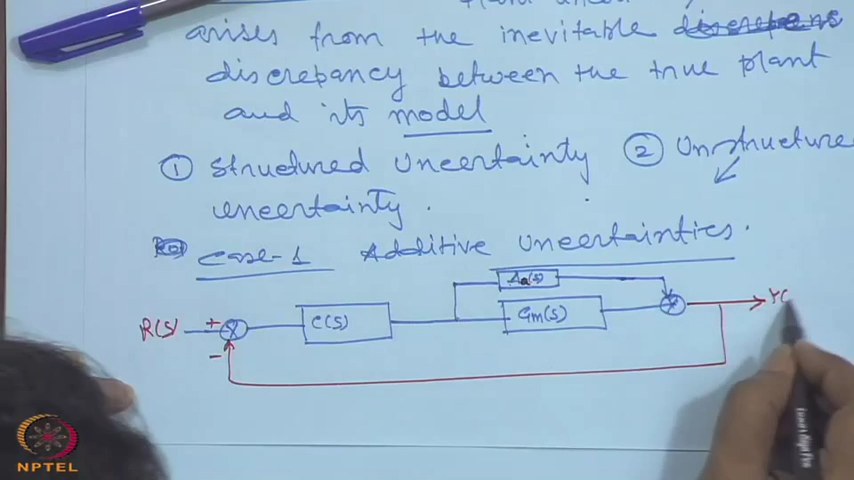 arises from the inevitable
discrepancy between the true plant
and its model
① Structured Uncertainty ② Unstructure
uncertainty.
Case-1 Additive Uncertainties.
Δa(s)
R(S) + C(S) Gm(S) Y(
-
NPTEL